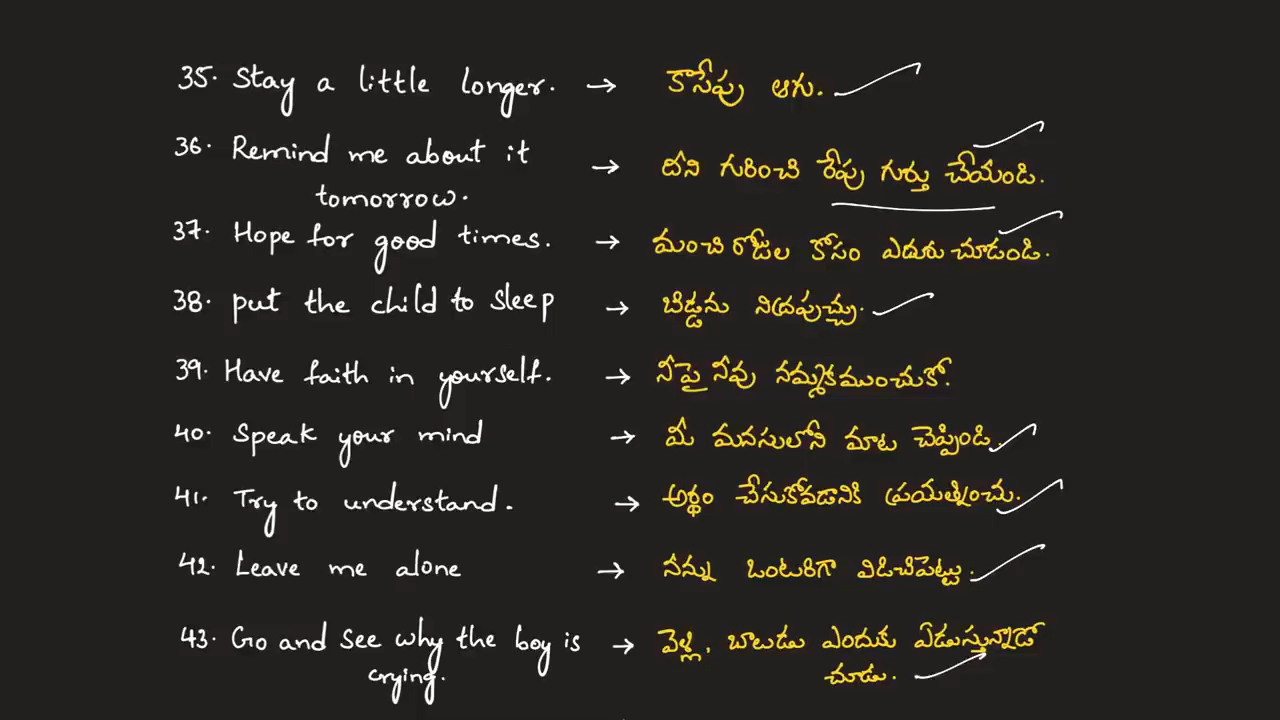 35. Stay a little longer. → కాసేపు ఆగు.
36. Remind me about it → దీని గురించి రేపు గుర్తు చేయండి.
tomorrow.
37. Hope for good times. → మంచి రోజుల కోసం ఎదురు చూడండి.
38. put the child to sleep → బిడ్డను నిద్రపుచ్చు.
39. Have faith in yourself. → నీపై నీవు నమ్మకముంచుకో.
40. Speak your mind → మీ మనసులోని మాట చెప్పండి.
41. Try to understand. → అర్థం చేసుకోవడానికి ప్రయత్నించు.
42. Leave me alone → నన్ను ఒంటరిగా విడిచిపెట్టు.
43. Go and see why the boy is → వెళ్లి, బాలుడు ఎందుకు ఏడుస్తున్నాడో
crying. చూడు.